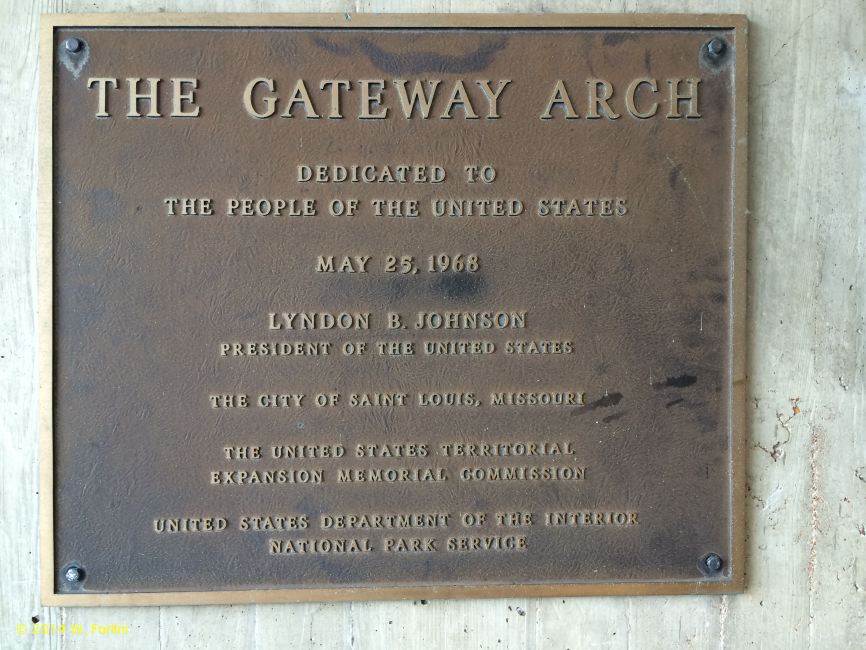 THE GATEWAY ARCH
DEDICATED TO
THE PEOPLE OF THE UNITED STATES
MAY 25, 1968
LYNDON B. JOHNSON
PRESIDENT OF THE UNITED STATES
THE CITY OF SAINT LOUIS, MISSOURI
THE UNITED STATES TERRITORIAL
EXPANSION MEMORIAL COMMISSION
UNITED STATES DEPARTMENT OF THE INTERIOR
NATIONAL PARK SERVICE
© 2014 W.